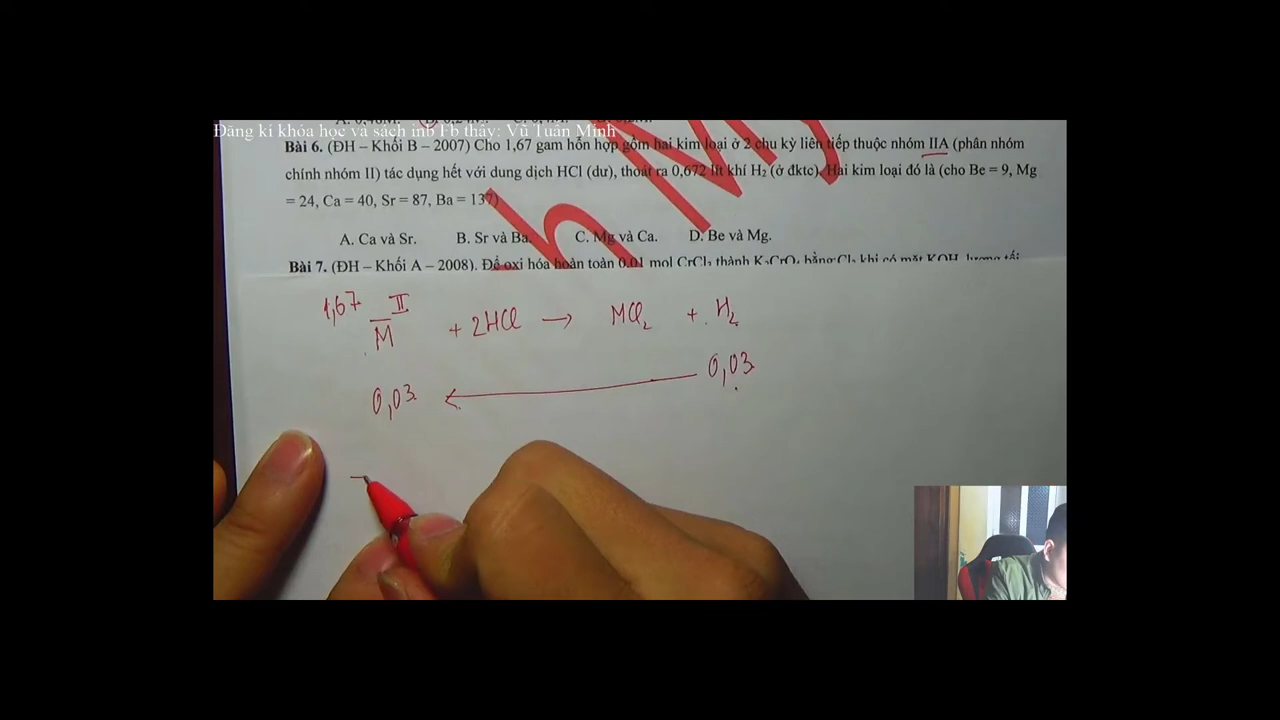 Đăng kí khóa học và sách inb Fb thầy: Vũ Tuấn Minh
Bài 6. (ĐH – Khối B – 2007) Cho 1,67 gam hỗn hợp gồm hai kim loại ở 2 chu kỳ liên tiếp thuộc nhóm IIA (phân nhóm
chính nhóm II) tác dụng hết với dung dịch HCl (dư), thoát ra 0,672 lít khí H₂ (ở đktc). Hai kim loại đó là (cho Be = 9, Mg
= 24, Ca = 40, Sr = 87, Ba = 137)
A. Ca và Sr. B. Sr và Ba. C. Mg và Ca. D. Be và Mg.
Bài 7. (ĐH – Khối A – 2008). Để oxi hóa hoàn toàn 0,01 mol CrCl₃ thành K₂CrO₄ bằng Cl₂ khi có mặt KOH, lượng tối
h My
1,67 II
M + 2HCl → MCl₂ + H₂
0,03 ← 0,03